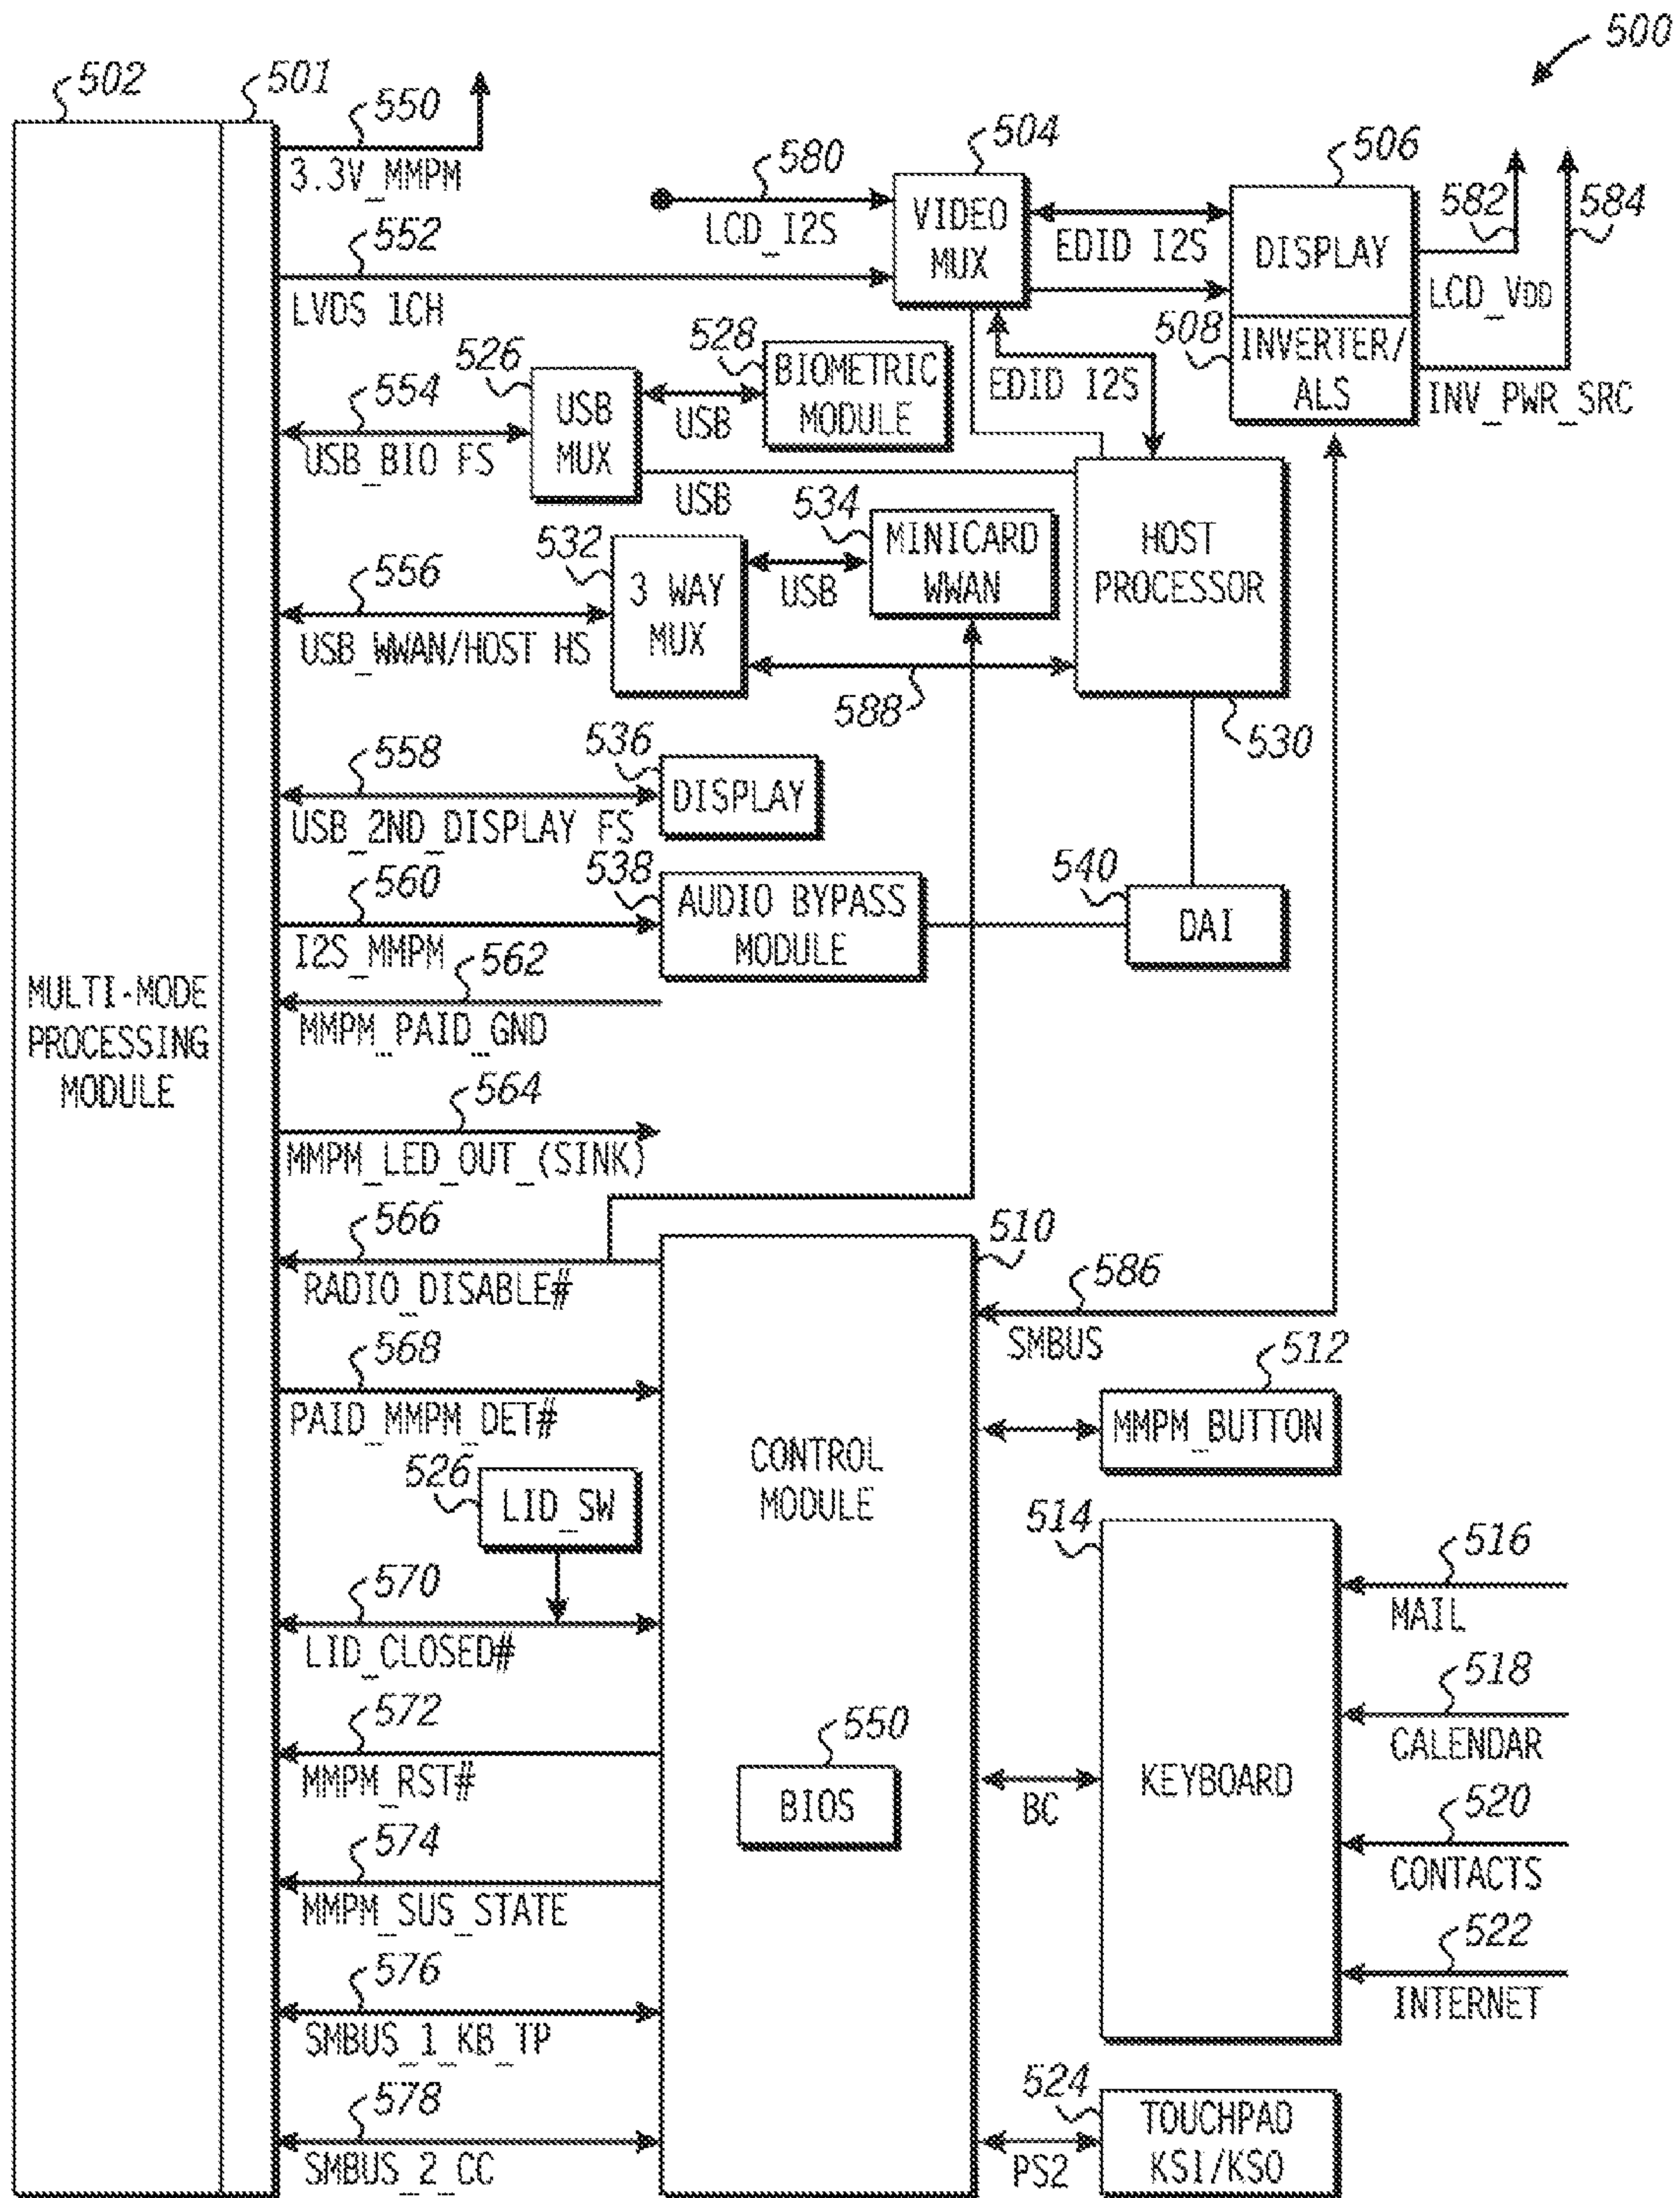 500
502
501
550
3.3V_MMPM
580
LCD_I2S
504
VIDEO
MUX
EDID I2S
506
DISPLAY
582
584
LCD_VDD
552
LVDS 1CH
508
INVERTER/
ALS
INV_PWR_SRC
EDID I2S
526
USB
MUX
528
BIOMETRIC
MODULE
USB
554
USB_BIO FS
USB
HOST
PROCESSOR
530
532
3 WAY
MUX
534
MINICARD
WWAN
USB
556
USB_WWAN/HOST HS
588
558
USB_2ND_DISPLAY FS
536
DISPLAY
560
I2S_MMPM
538
AUDIO BYPASS
MODULE
540
DAI
MULTI-MODE
PROCESSING
MODULE
562
MMPM_PAID_GND
564
MMPM_LED_OUT_(SINK)
566
RADIO_DISABLE#
510
586
SMBUS
568
PAID_MMPM_DET#
512
MMPM_BUTTON
CONTROL
MODULE
526
LID_SW
514
KEYBOARD
516
MAIL
570
LID_CLOSED#
518
CALENDAR
572
MMPM_RST#
550
BIOS
BC
520
CONTACTS
574
MMPM_SUS_STATE
522
INTERNET
576
SMBUS_1_KB_TP
578
SMBUS_2_CC
PS2
524
TOUCHPAD
KSI/KSO